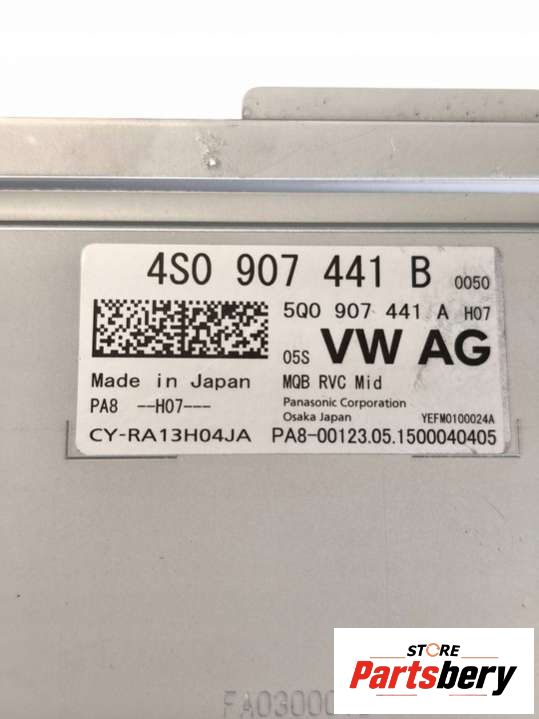 4S0 907 441 B 0050
5Q0 907 441 A H07
05S VW AG
Made in Japan MQB RVC Mid
PA8 --H07--- Panasonic Corporation
Osaka Japan YEFM0100024A
CY-RA13H04JA PA8-00123.05.1500040405
STORE
Partsbery